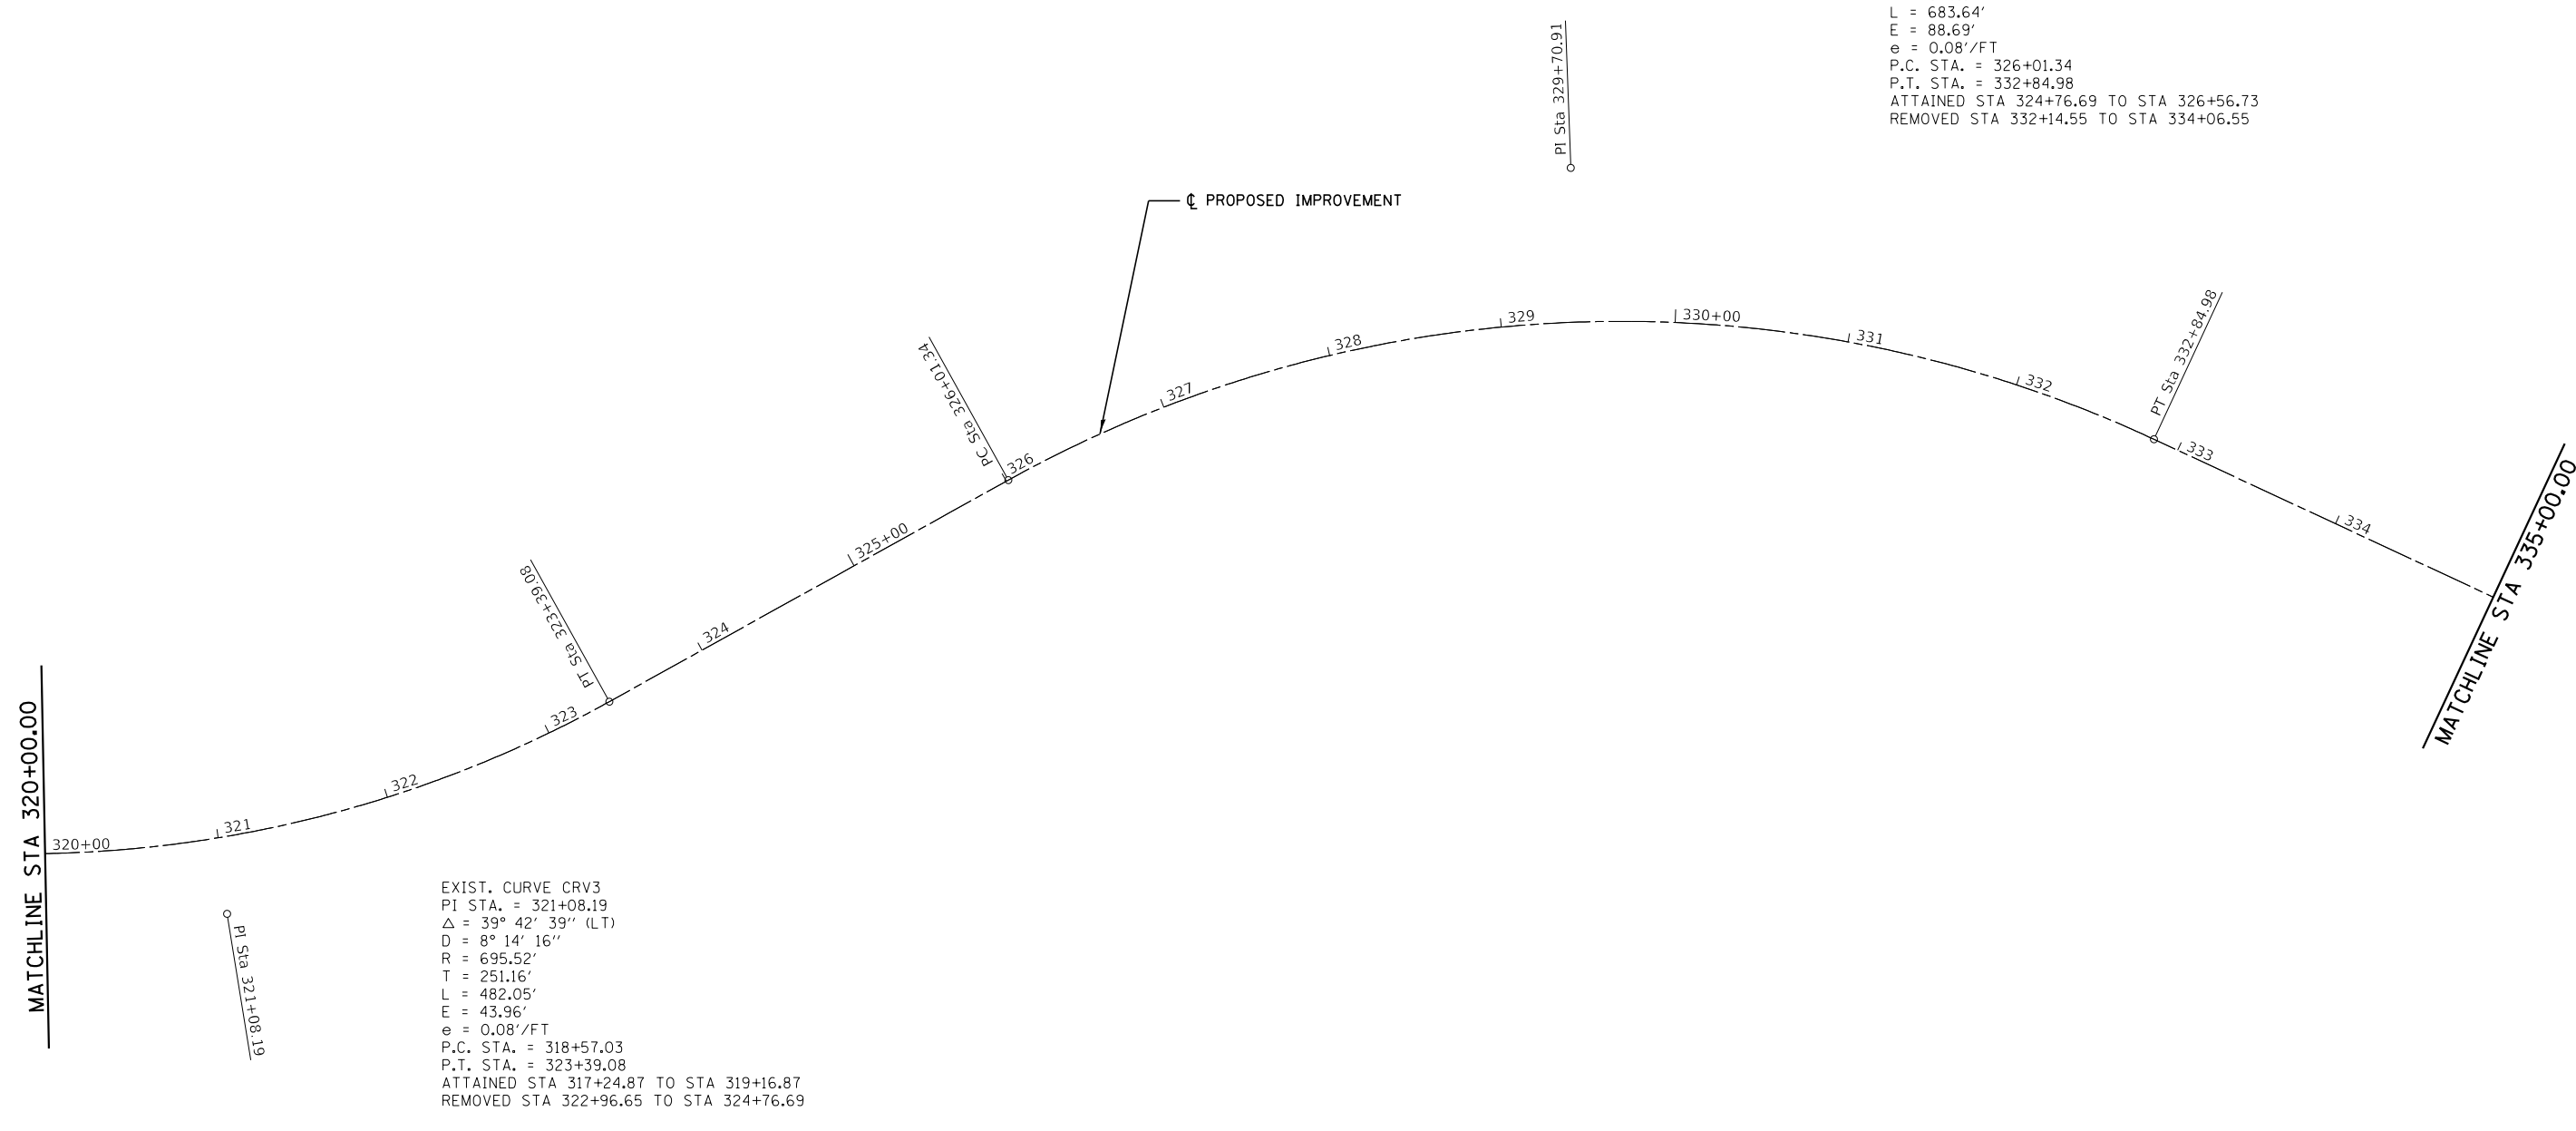 L = 683.64'
E = 88.69'
e = 0.08'/FT
P.C. STA. = 326+01.34
P.T. STA. = 332+84.98
ATTAINED STA 324+76.69 TO STA 326+56.73
REMOVED STA 332+14.55 TO STA 334+06.55
PI Sta 329+70.91
℄ PROPOSED IMPROVEMENT
MATCHLINE STA 320+00.00
320+00
321
322
323
PT Sta 323+39.08
324
325+00
PC Sta 326+01.34
326
327
328
329
330+00
331
332
PT Sta 332+84.98
333
334
MATCHLINE STA 335+00.00
PI Sta 321+08.19
EXIST. CURVE CRV3
PI STA. = 321+08.19
△ = 39° 42' 39'' (LT)
D = 8° 14' 16''
R = 695.52'
T = 251.16'
L = 482.05'
E = 43.96'
e = 0.08'/FT
P.C. STA. = 318+57.03
P.T. STA. = 323+39.08
ATTAINED STA 317+24.87 TO STA 319+16.87
REMOVED STA 322+96.65 TO STA 324+76.69